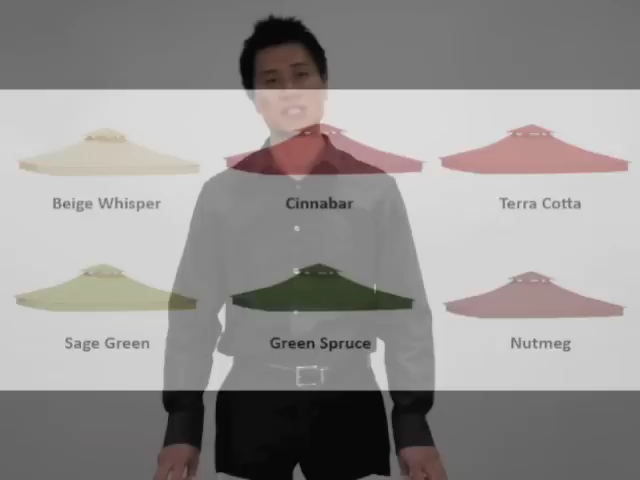 Beige Whisper
Cinnabar
Terra Cotta
Sage Green
Green Spruce
Nutmeg